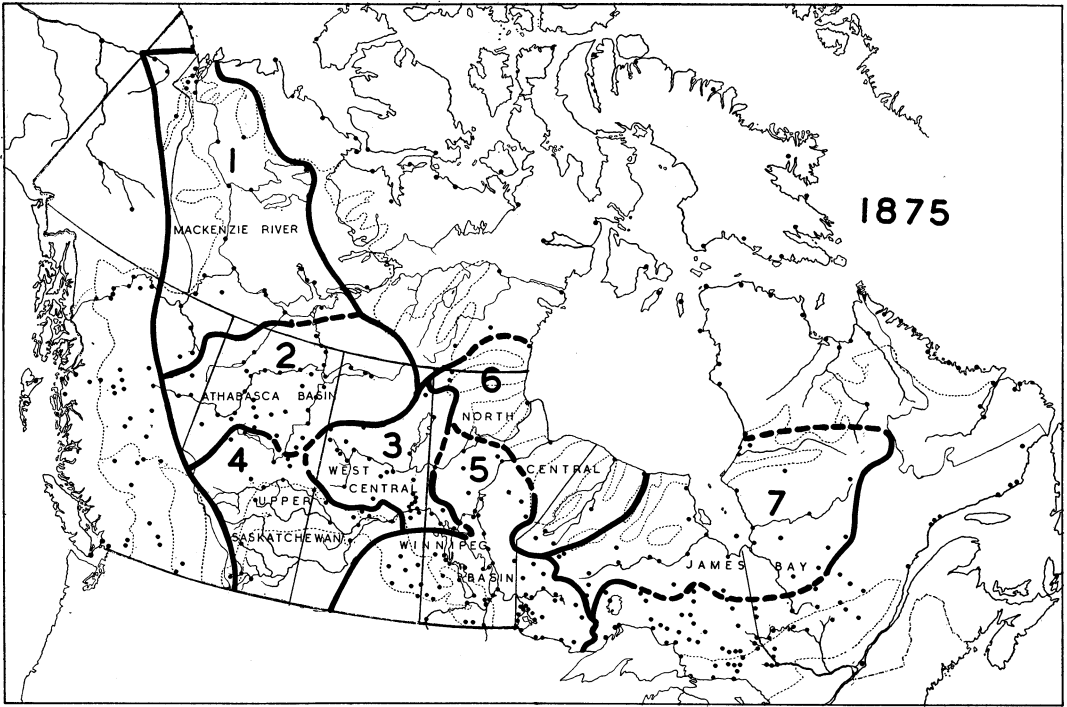 1
1875
MACKENZIE RIVER
2
ATHABASCA BASIN
6
NORTH
CENTRAL
3
WEST
CENTRAL
4
UPPER
SASKATCHEWAN
5
WINNIPEG
BASIN
7
JAMES BAY